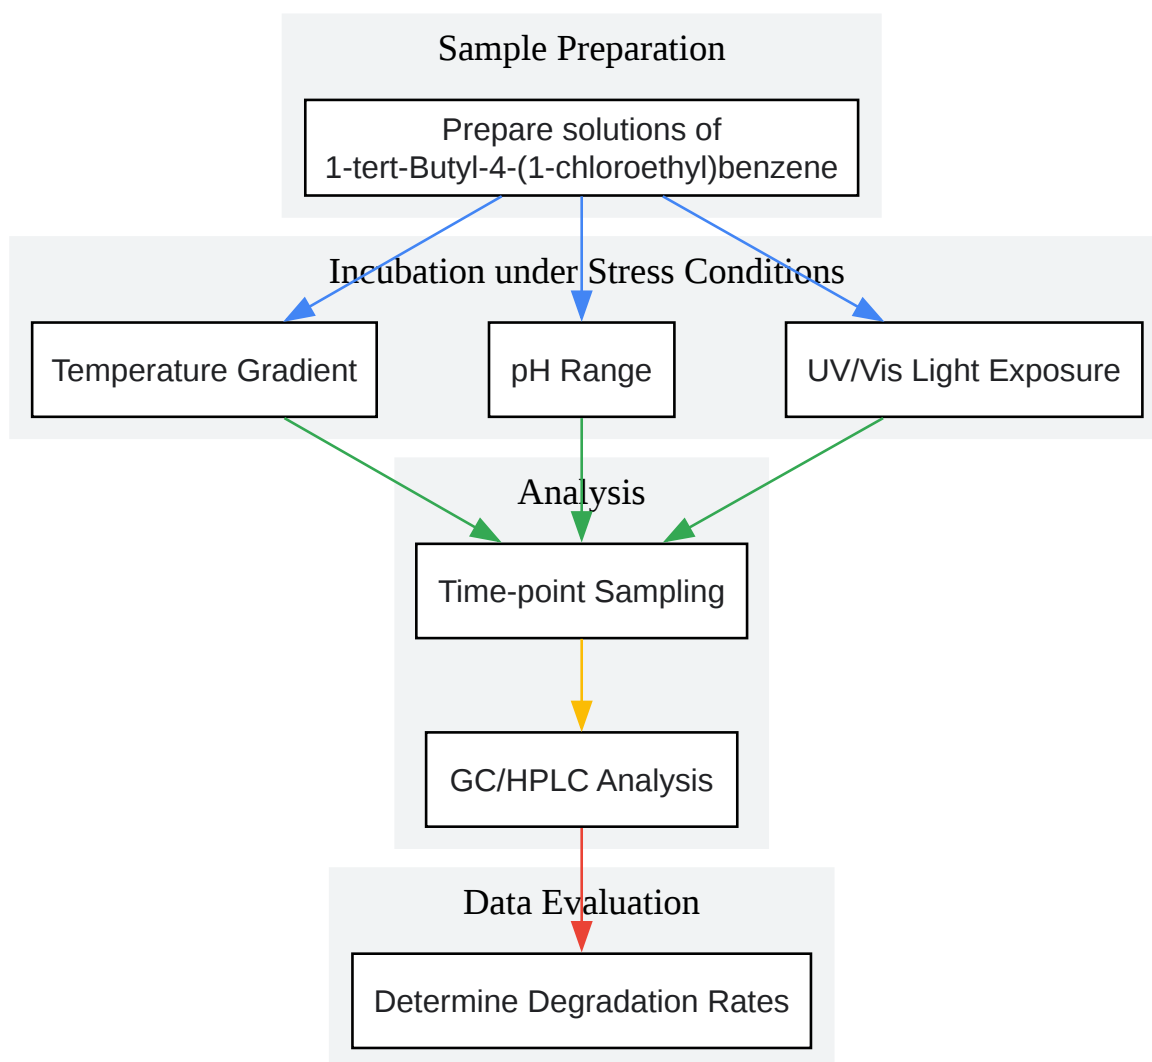 Sample Preparation
Prepare solutions of
1-tert-Butyl-4-(1-chloroethyl)benzene
Incubation under Stress Conditions
Temperature Gradient
pH Range
UV/Vis Light Exposure
Analysis
Time-point Sampling
GC/HPLC Analysis
Data Evaluation
Determine Degradation Rates